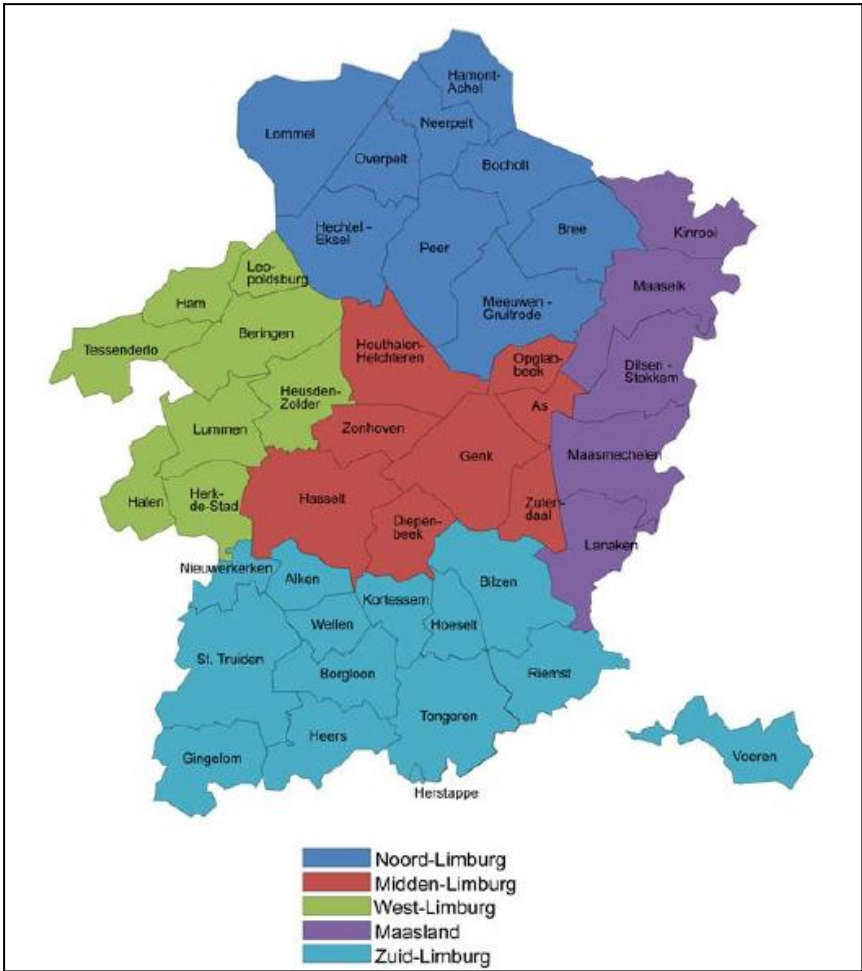 Hamont-
Achel
Neerpelt
Lommel
Overpelt
Bocholt
Hechtel -
Eksel
Peer
Bree
Kinrooi
Meeuwen -
Gruitrode
Maaseik
Leo-
poldsburg
Ham
Beringen
Tessenderlo
Houthalen-
Helchteren
Opglab-
beek
Dilsen -
Stokkem
Heusden-
Zolder
As
Lummen
Zonhoven
Genk
Maasmechelen
Halen
Herk-
de-Stad
Hasselt
Diepen-
beek
Zuten-
daal
Lanaken
Nieuwerkerken
Alken
Kortessem
Bilzen
Wellen
Hoeselt
St. Truiden
Borgloon
Riemst
Tongeren
Heers
Gingelom
Voeren
Herstappe
Noord-Limburg
Midden-Limburg
West-Limburg
Maasland
Zuid-Limburg